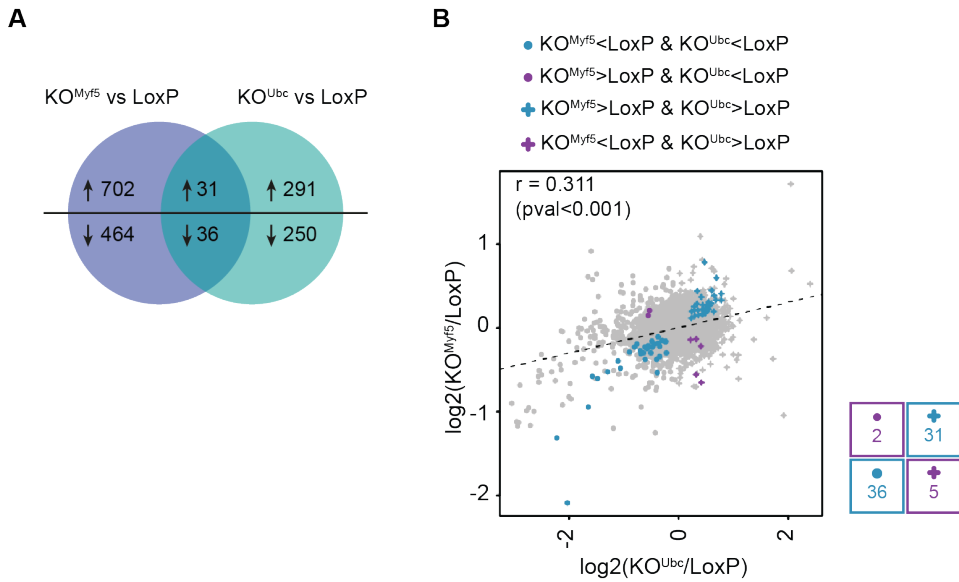 A
KOMyf5 vs LoxP
KOUbc vs LoxP
↑ 702
↑ 31
↑ 291
↓ 464
↓ 36
↓ 250
B
KOMyf5<LoxP & KOUbc<LoxP
KOMyf5>LoxP & KOUbc<LoxP
KOMyf5>LoxP & KOUbc>LoxP
KOMyf5<LoxP & KOUbc>LoxP
r = 0.311
(pval<0.001)
1
0
-1
-2
log2(KOMyf5/LoxP)
-2
0
2
log2(KOUbc/LoxP)
2
31
36
5